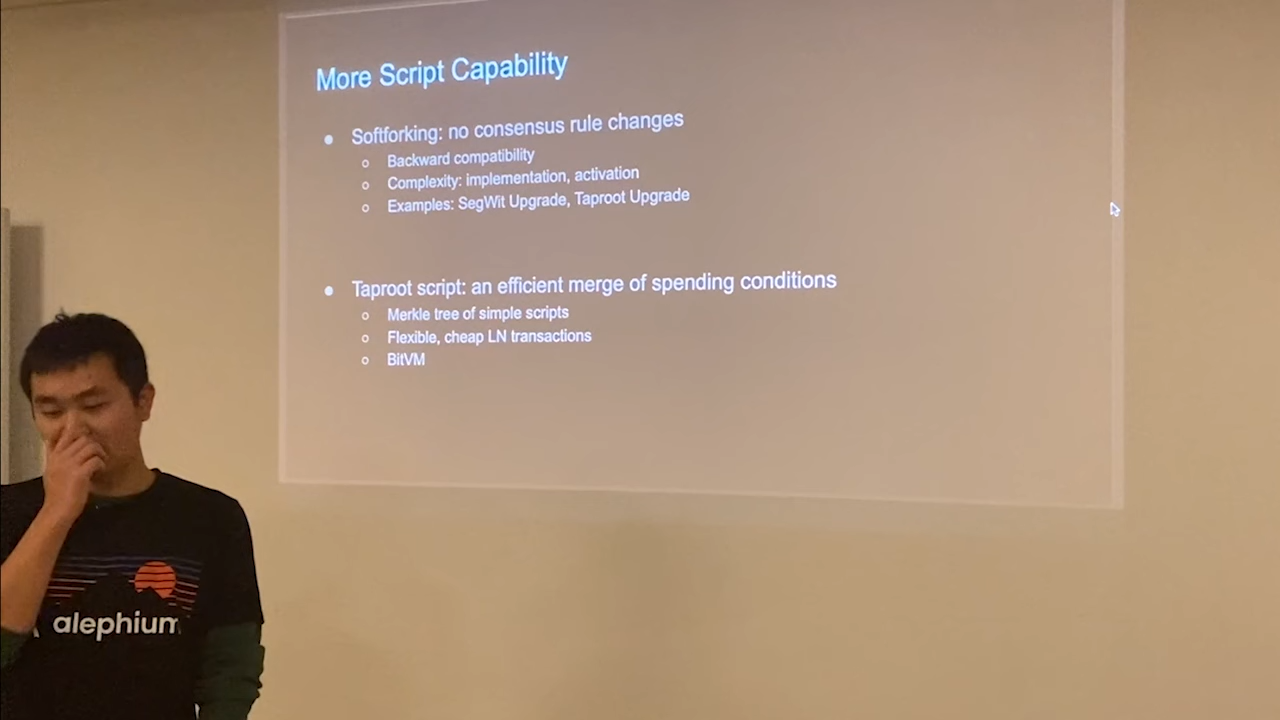 More Script Capability
● Softforking: no consensus rule changes
○ Backward compatibility
○ Complexity: implementation, activation
○ Examples: SegWit Upgrade, Taproot Upgrade
● Taproot script: an efficient merge of spending conditions
○ Merkle tree of simple scripts
○ Flexible, cheap LN transactions
○ BitVM
alephium